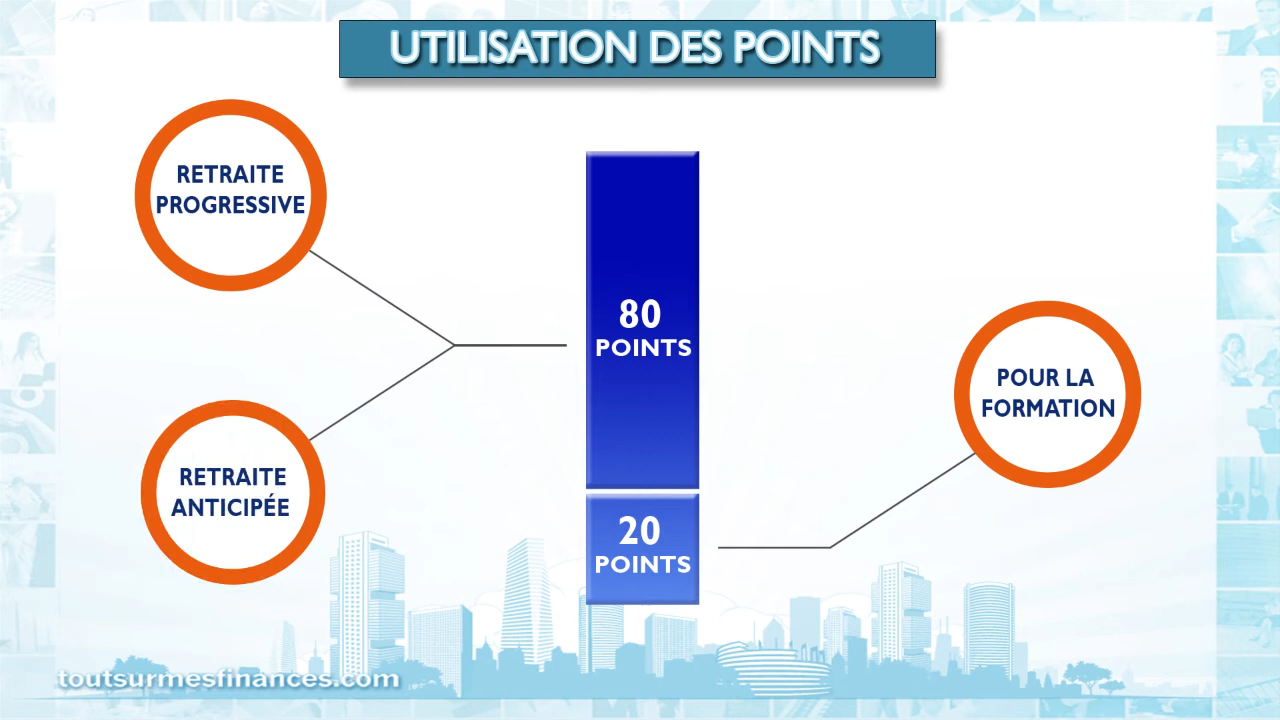 UTILISATION DES POINTS
RETRAITE
PROGRESSIVE
80
POINTS
POUR LA
FORMATION
RETRAITE
ANTICIPÉE
20
POINTS
toutsurmesfinances.com